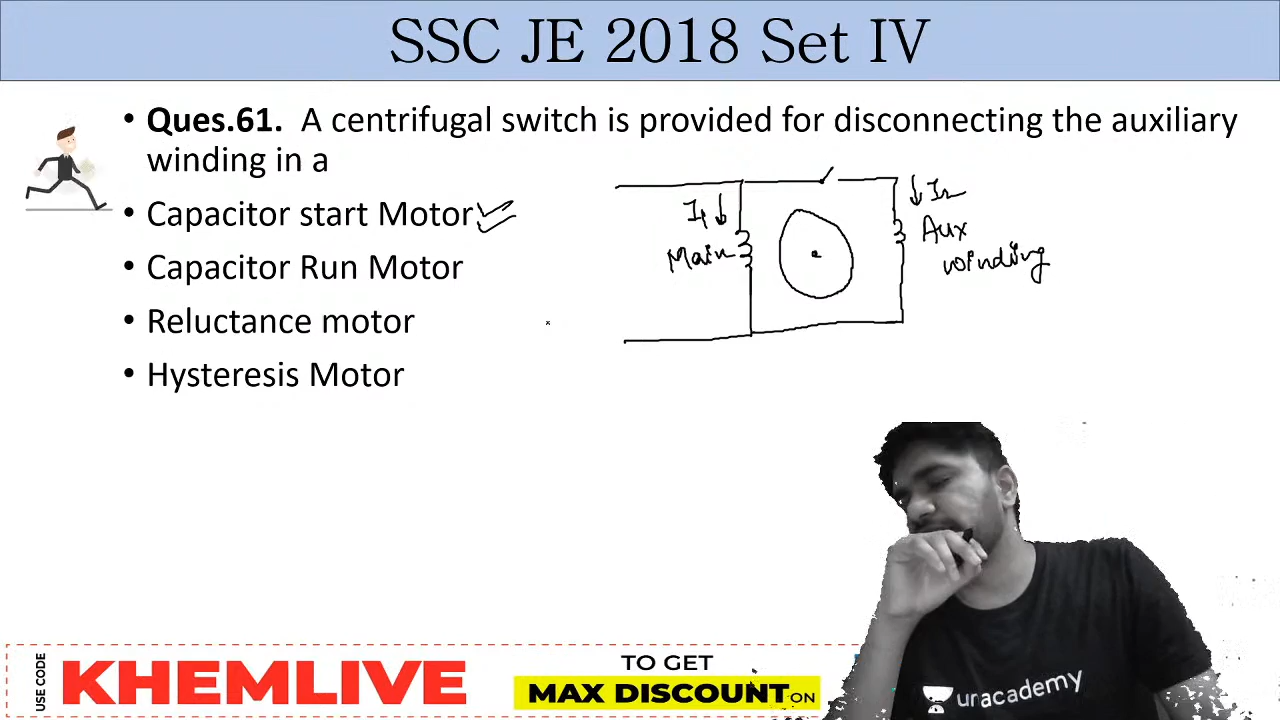 SSC JE 2018 Set IV
• Ques.61. A centrifugal switch is provided for disconnecting the auxiliary
winding in a
• Capacitor start Motor
• Capacitor Run Motor
• Reluctance motor
• Hysteresis Motor
I1
Main
I2
Aux
winding
unacademy
USE CODE
KHEMLIVE
TO GET
MAX DISCOUNT ON